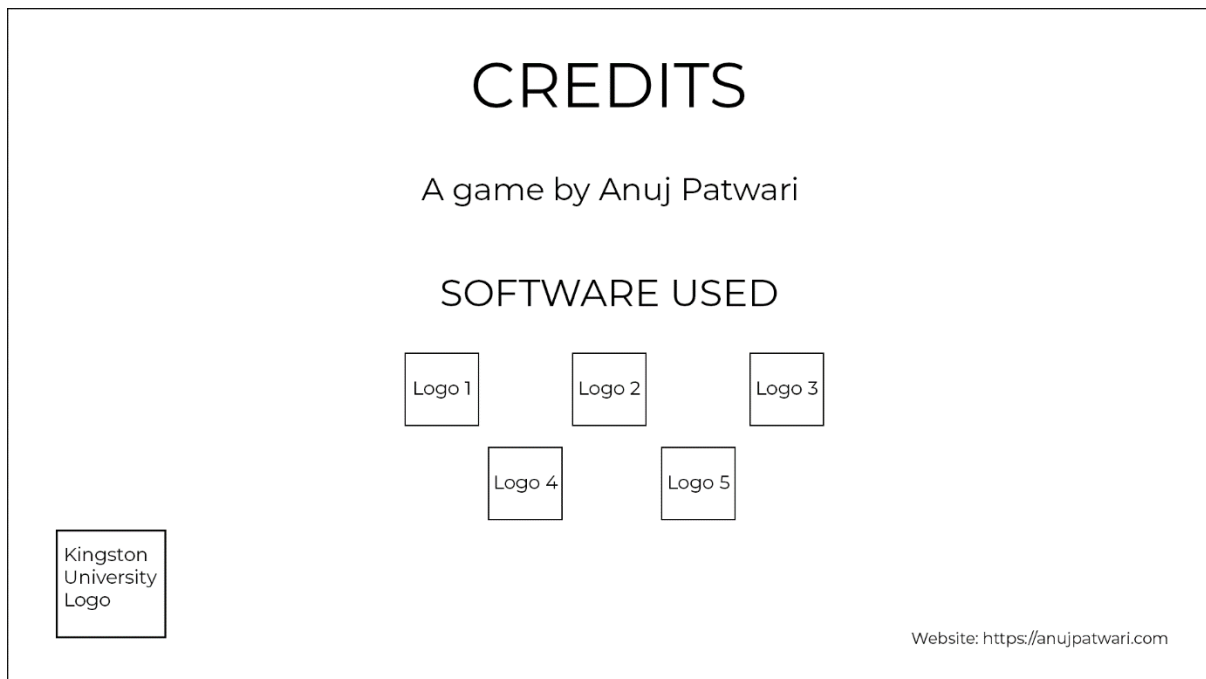 CREDITS
A game by Anuj Patwari
SOFTWARE USED
Logo 1
Logo 2
Logo 3
Logo 4
Logo 5
Kingston
University
Logo
Website: https://anujpatwari.com